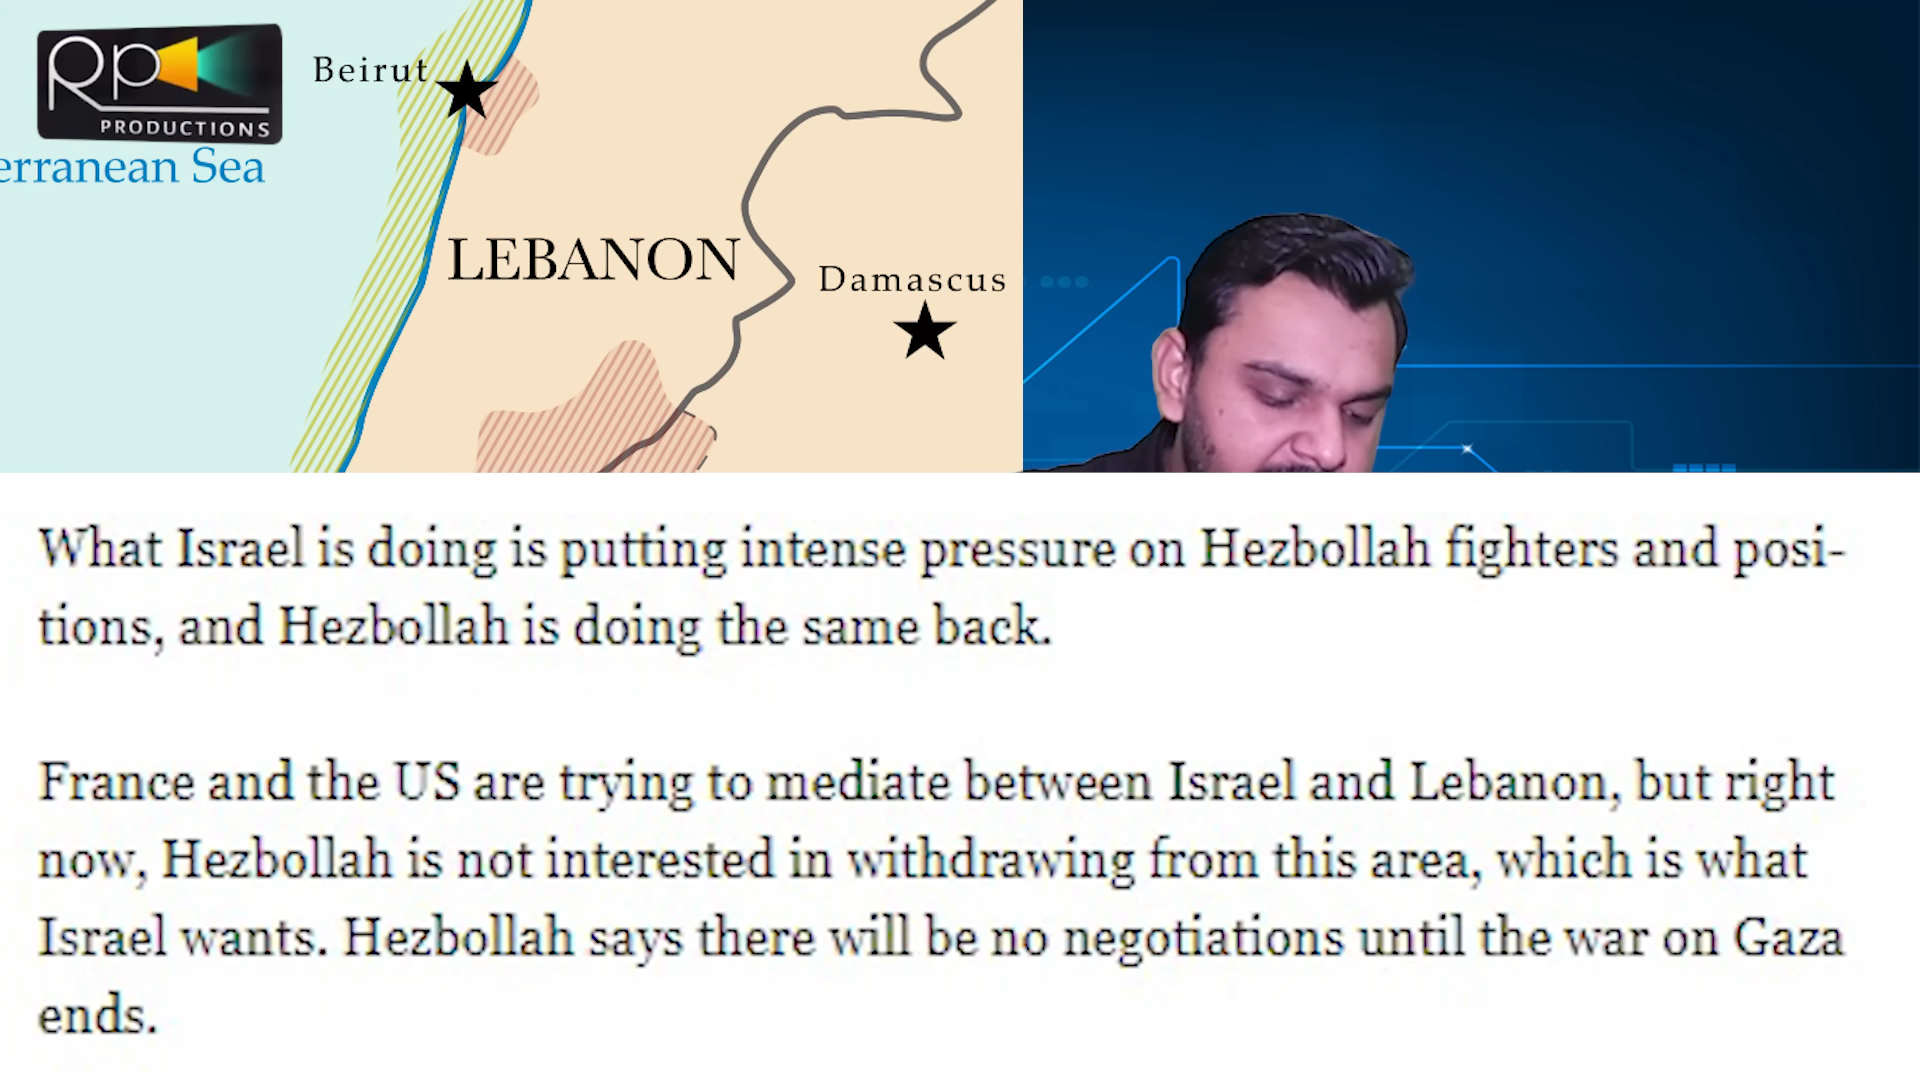 Rp
PRODUCTIONS
Beirut
erranean Sea
LEBANON
Damascus
What Israel is doing is putting intense pressure on Hezbollah fighters and posi-
tions, and Hezbollah is doing the same back.
France and the US are trying to mediate between Israel and Lebanon, but right
now, Hezbollah is not interested in withdrawing from this area, which is what
Israel wants. Hezbollah says there will be no negotiations until the war on Gaza
ends.